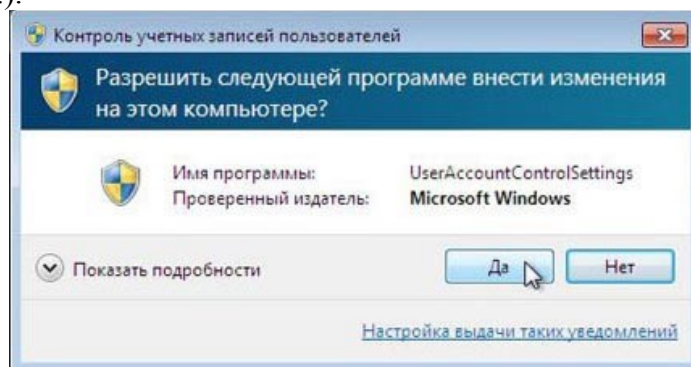 ).
Контроль учетных записей пользователей
Разрешить следующей программе внести изменения
на этом компьютере?
Имя программы: UserAccountControlSettings
Проверенный издатель: Microsoft Windows
Показать подробности
Да
Нет
Настройка выдачи таких уведомлений